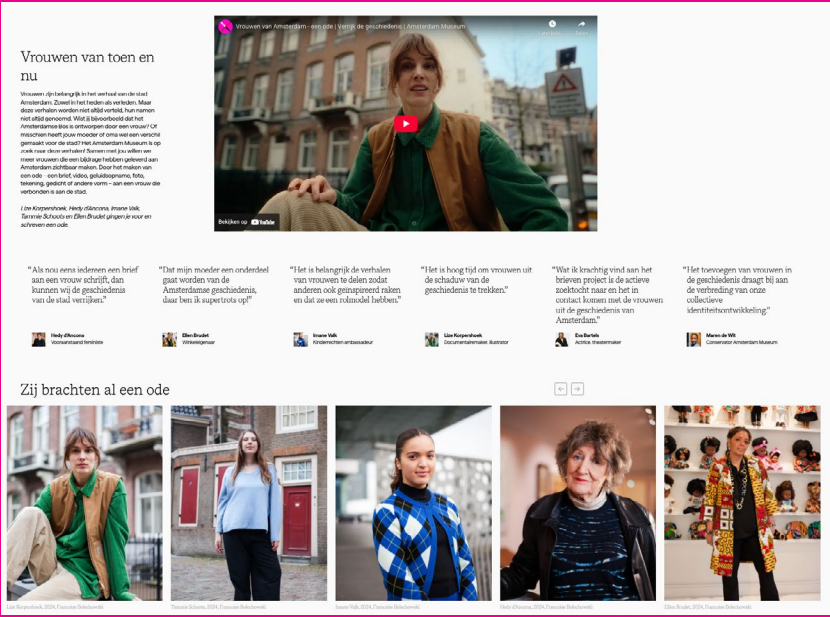 Vrouwen van Amsterdam - een ode | Verrijk de geschiedenis | Amsterdam Museum
Bekijken op YouTube
Vrouwen van toen en
nu
Vrouwen zijn belangrijk in het verhaal van de stad
Amsterdam. Zowel in het heden als verleden. Maar
deze verhalen worden niet altijd verteld, hun namen
niet altijd genoemd. Wist jij bijvoorbeeld dat het
Amsterdamse bos is ontworpen door een vrouw? Of
misschien heeft jouw moeder of oma wel een verschil
gemaakt voor de stad? Het Amsterdam Museum is op
zoek naar deze verhalen! Samen met jou willen we
meer vrouwen die een bijdrage hebben geleverd aan
Amsterdam zichtbaar maken. Door het maken van
een ode - een brief, video, geluidsopname, foto,
tekening, gedicht of andere vorm – aan een vrouw die
verbonden is aan de stad.
Lize Korpershoek, Hedy d'Ancona, Imane Valk,
Tammie Schoots en Ellen Brudet gingen je voor en
schreven een ode.
“Als nou eens iedereen een brief
aan een vrouw schrijft, dan
kunnen wij de geschiedenis
van de stad verrijken.”
Hedy d'Ancona
Vooraanstaand feministe
“Dat mijn moeder een onderdeel
gaat worden van de
Amsterdamse geschiedenis,
daar ben ik supertrots op!”
Ellen Brudet
Winkeleigenaar
“Het is belangrijk de verhalen
van vrouwen te delen zodat
anderen ook geïnspireerd raken
en dat ze een rolmodel hebben.”
Imane Valk
Kinderrechten ambassadeur
“Het is hoog tijd om vrouwen uit
de schaduw van de
geschiedenis te trekken.”
Lize Korpershoek
Documentairemaker, illustrator
“Wat ik krachtig vind aan het
brieven project is de actieve
zoektocht naar en het in
contact komen met de vrouwen
uit de geschiedenis van
Amsterdam.”
Eva Bartels
Actrice, theatermaker
“Het toevoegen van vrouwen in
de geschiedenis draagt bij aan
de verbreding van onze
collectieve
identiteitsontwikkeling.”
Maren de Wit
Conservator Amsterdam Museum
Zij brachten al een ode
Lize Korpershoek, 2024, Françoise Bolechowski
Tammie Schoots, 2024, Françoise Bolechowski
Imane Valk, 2024, Françoise Bolechowski
Hedy d'Ancona, 2024, Françoise Bolechowski
Ellen Brudet, 2024, Françoise Bolechowski